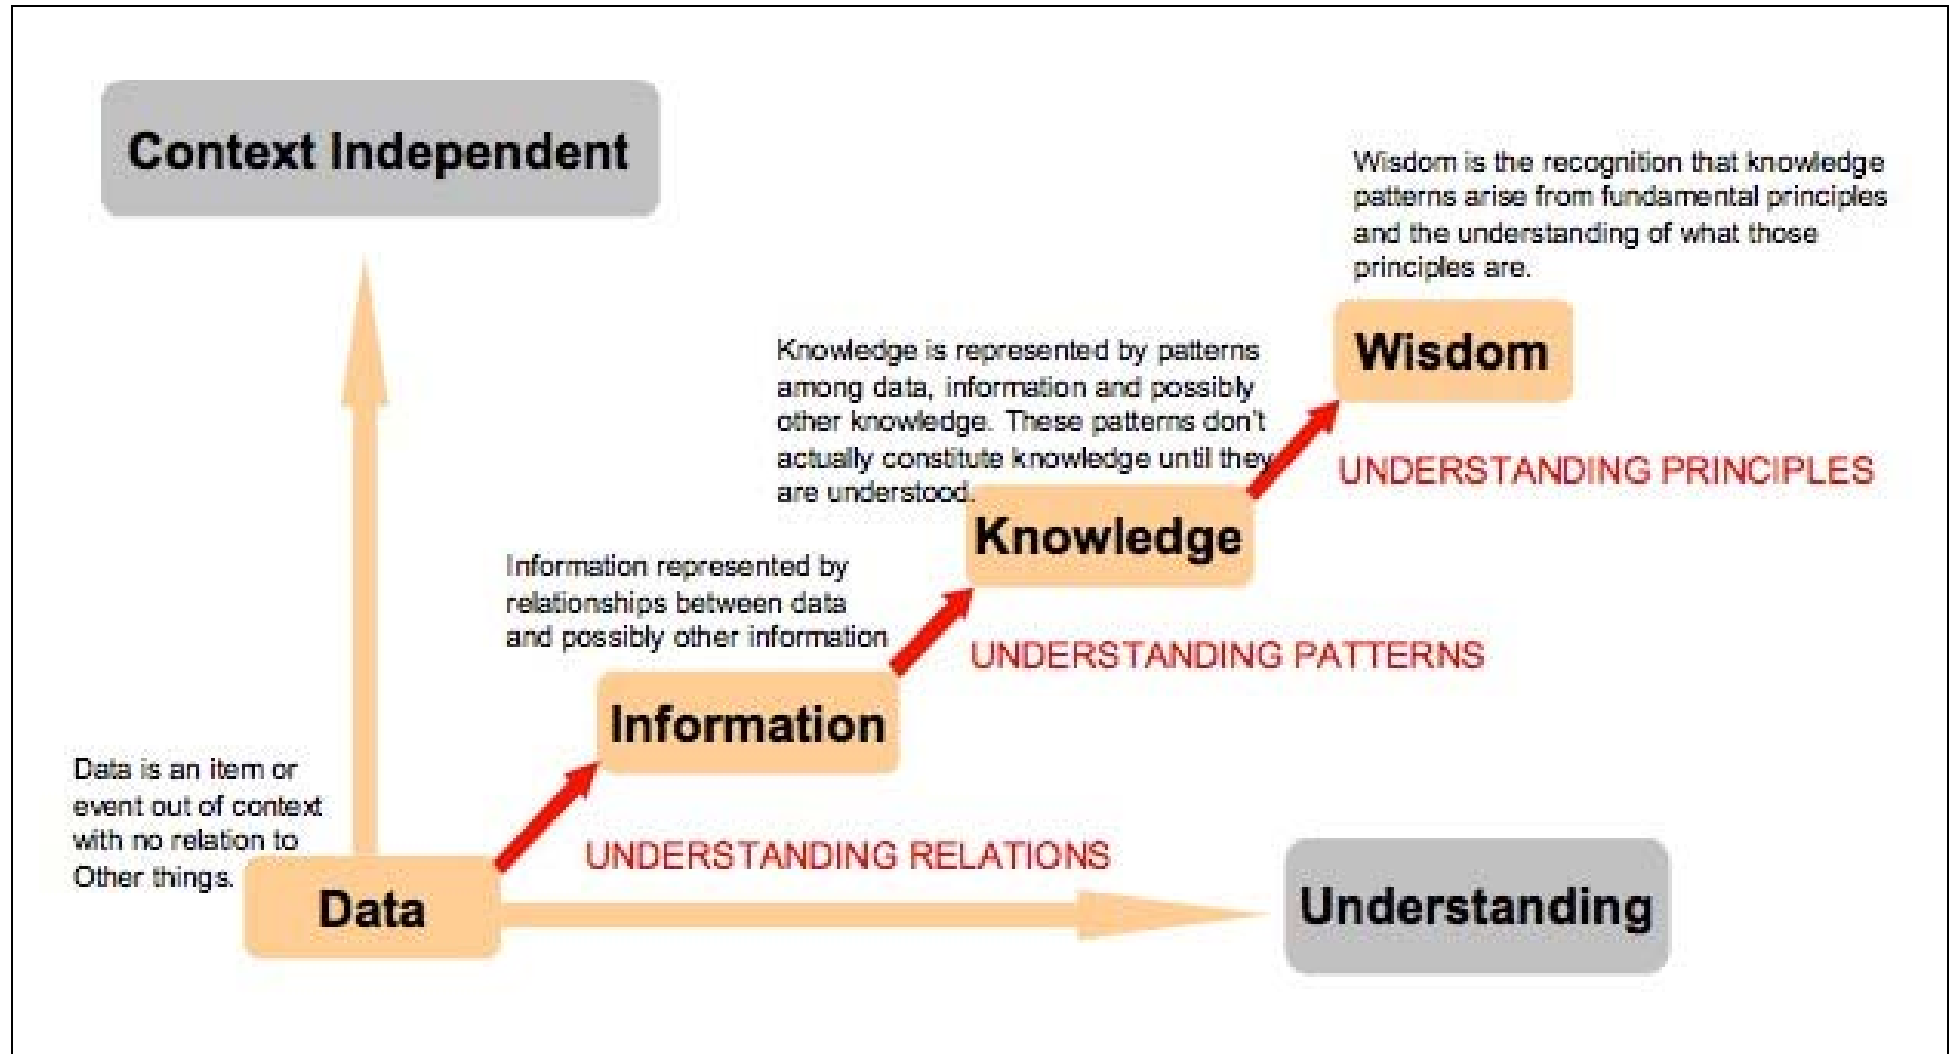 Context Independent
Wisdom is the recognition that knowledge
patterns arise from fundamental principles
and the understanding of what those
principles are.
Wisdom
Knowledge is represented by patterns
among data, information and possibly
other knowledge. These patterns don't
actually constitute knowledge until they
are understood.
UNDERSTANDING PRINCIPLES
Knowledge
Information represented by
relationships between data
and possibly other information
UNDERSTANDING PATTERNS
Information
Data is an item or
event out of context
with no relation to
Other things.
UNDERSTANDING RELATIONS
Data
Understanding